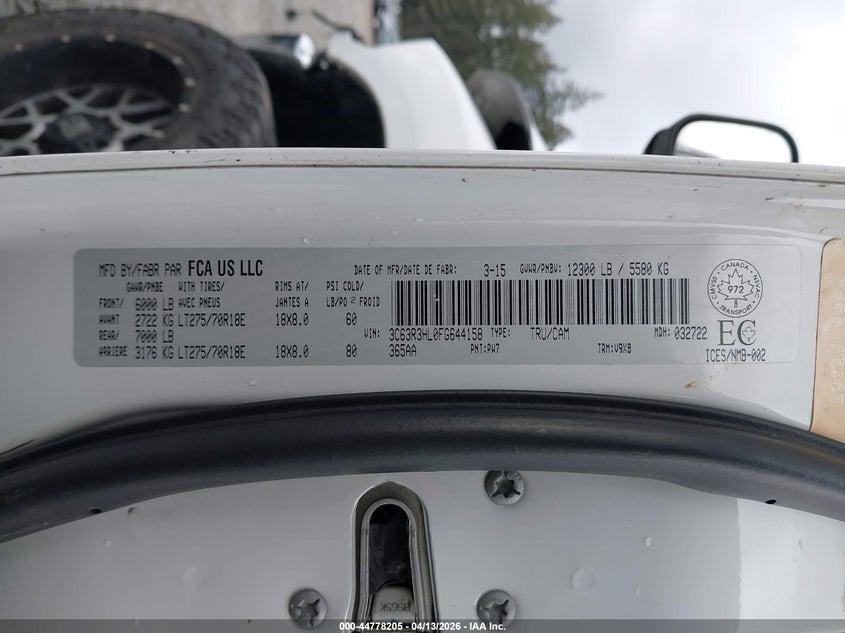 MFD BY/FABR PAR FCA US LLC
DATE OF MFR/DATE DE FABR: 3-15 GVWR/PNBV: 12300 LB / 5580 KG
GAWR/PNBE WITH TIRES/ RIMS AT/ PSI COLD/
FRONT/ 6000 LB AVEC PNEUS JANTES A LB/PO² FROID
AVANT 2722 KG LT275/70R18E 18X8.0 60
REAR/ 7000 LB
ARRIERE 3176 KG LT275/70R18E 18X8.0 80
VIN: 3C63R3HL0FG644158 TYPE: TRU/CAM MDH: 032722
365AA PNT: PW7 TRM: V9X8
CANADA
CMVSS NSVAC
972
8
TRANSPORT
EC
ICES/NMB-002
000-44778205 - 04/13/2026 - IAA Inc.